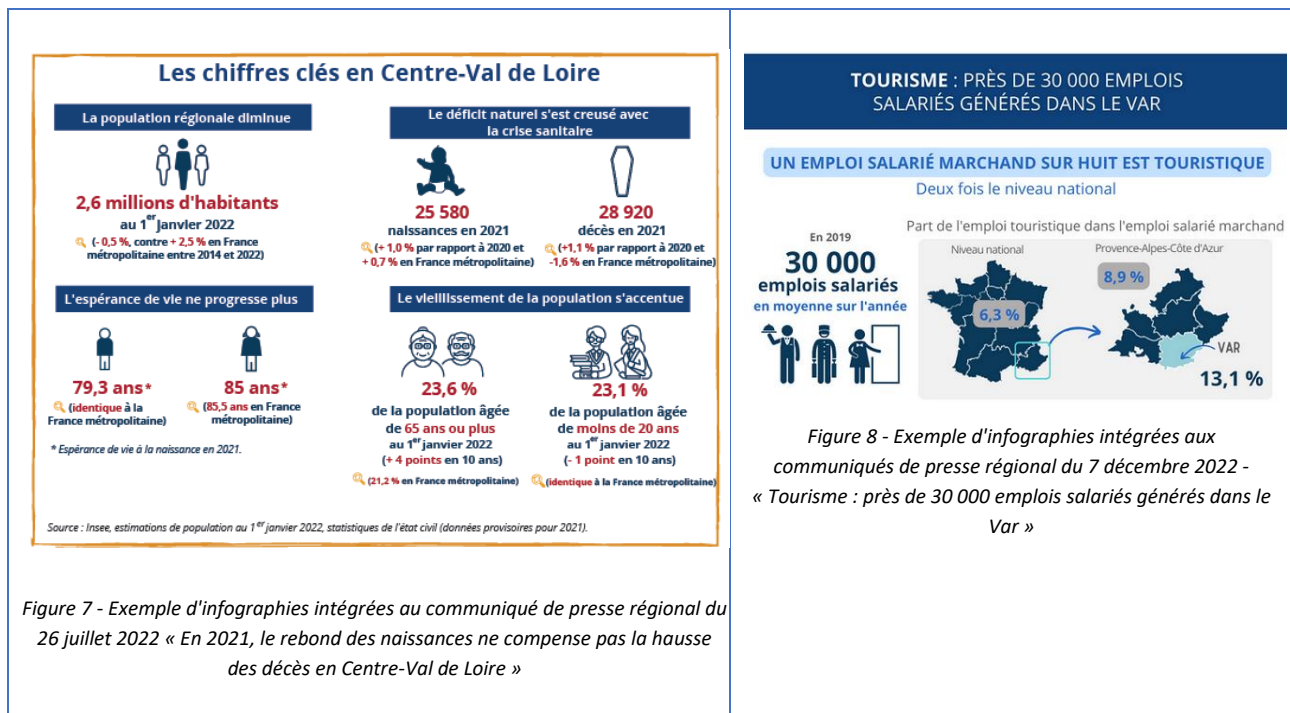 Les chiffres clés en Centre-Val de Loire
La population régionale diminue
2,6 millions d'habitants
au 1er janvier 2022
(- 0,5 %, contre + 2,5 % en France
métropolitaine entre 2014 et 2022)
Le déficit naturel s'est creusé avec
la crise sanitaire
25 580
naissances en 2021
(+ 1,0 % par rapport à 2020 et
+ 0,7 % en France métropolitaine)
28 920
décès en 2021
(+1,1 % par rapport à 2020 et
-1,6 % en France métropolitaine)
L'espérance de vie ne progresse plus
79,3 ans*
(identique à la
France métropolitaine)
85 ans*
(85,5 ans en France
métropolitaine)
* Espérance de vie à la naissance en 2021.
Le vieillissement de la population s'accentue
23,6 %
de la population âgée
de 65 ans ou plus
au 1er janvier 2022
(+ 4 points en 10 ans)
(21,2 % en France métropolitaine)
23,1 %
de la population âgée
de moins de 20 ans
au 1er janvier 2022
(- 1 point en 10 ans)
(identique à la France métropolitaine)
Source : Insee, estimations de population au 1er janvier 2022, statistiques de l'état civil (données provisoires pour 2021).
Figure 7 - Exemple d'infographies intégrées au communiqué de presse régional du
26 juillet 2022 « En 2021, le rebond des naissances ne compense pas la hausse
des décès en Centre-Val de Loire »
TOURISME : PRÈS DE 30 000 EMPLOIS
SALARIÉS GÉNÉRÉS DANS LE VAR
UN EMPLOI SALARIÉ MARCHAND SUR HUIT EST TOURISTIQUE
Deux fois le niveau national
En 2019
30 000
emplois salariés
en moyenne sur l'année
Part de l'emploi touristique dans l'emploi salarié marchand
Niveau national
6,3 %
Provence-Alpes-Côte d'Azur
8,9 %
VAR
13,1 %
Figure 8 - Exemple d'infographies intégrées aux
communiqués de presse régional du 7 décembre 2022 -
« Tourisme : près de 30 000 emplois salariés générés dans le
Var »